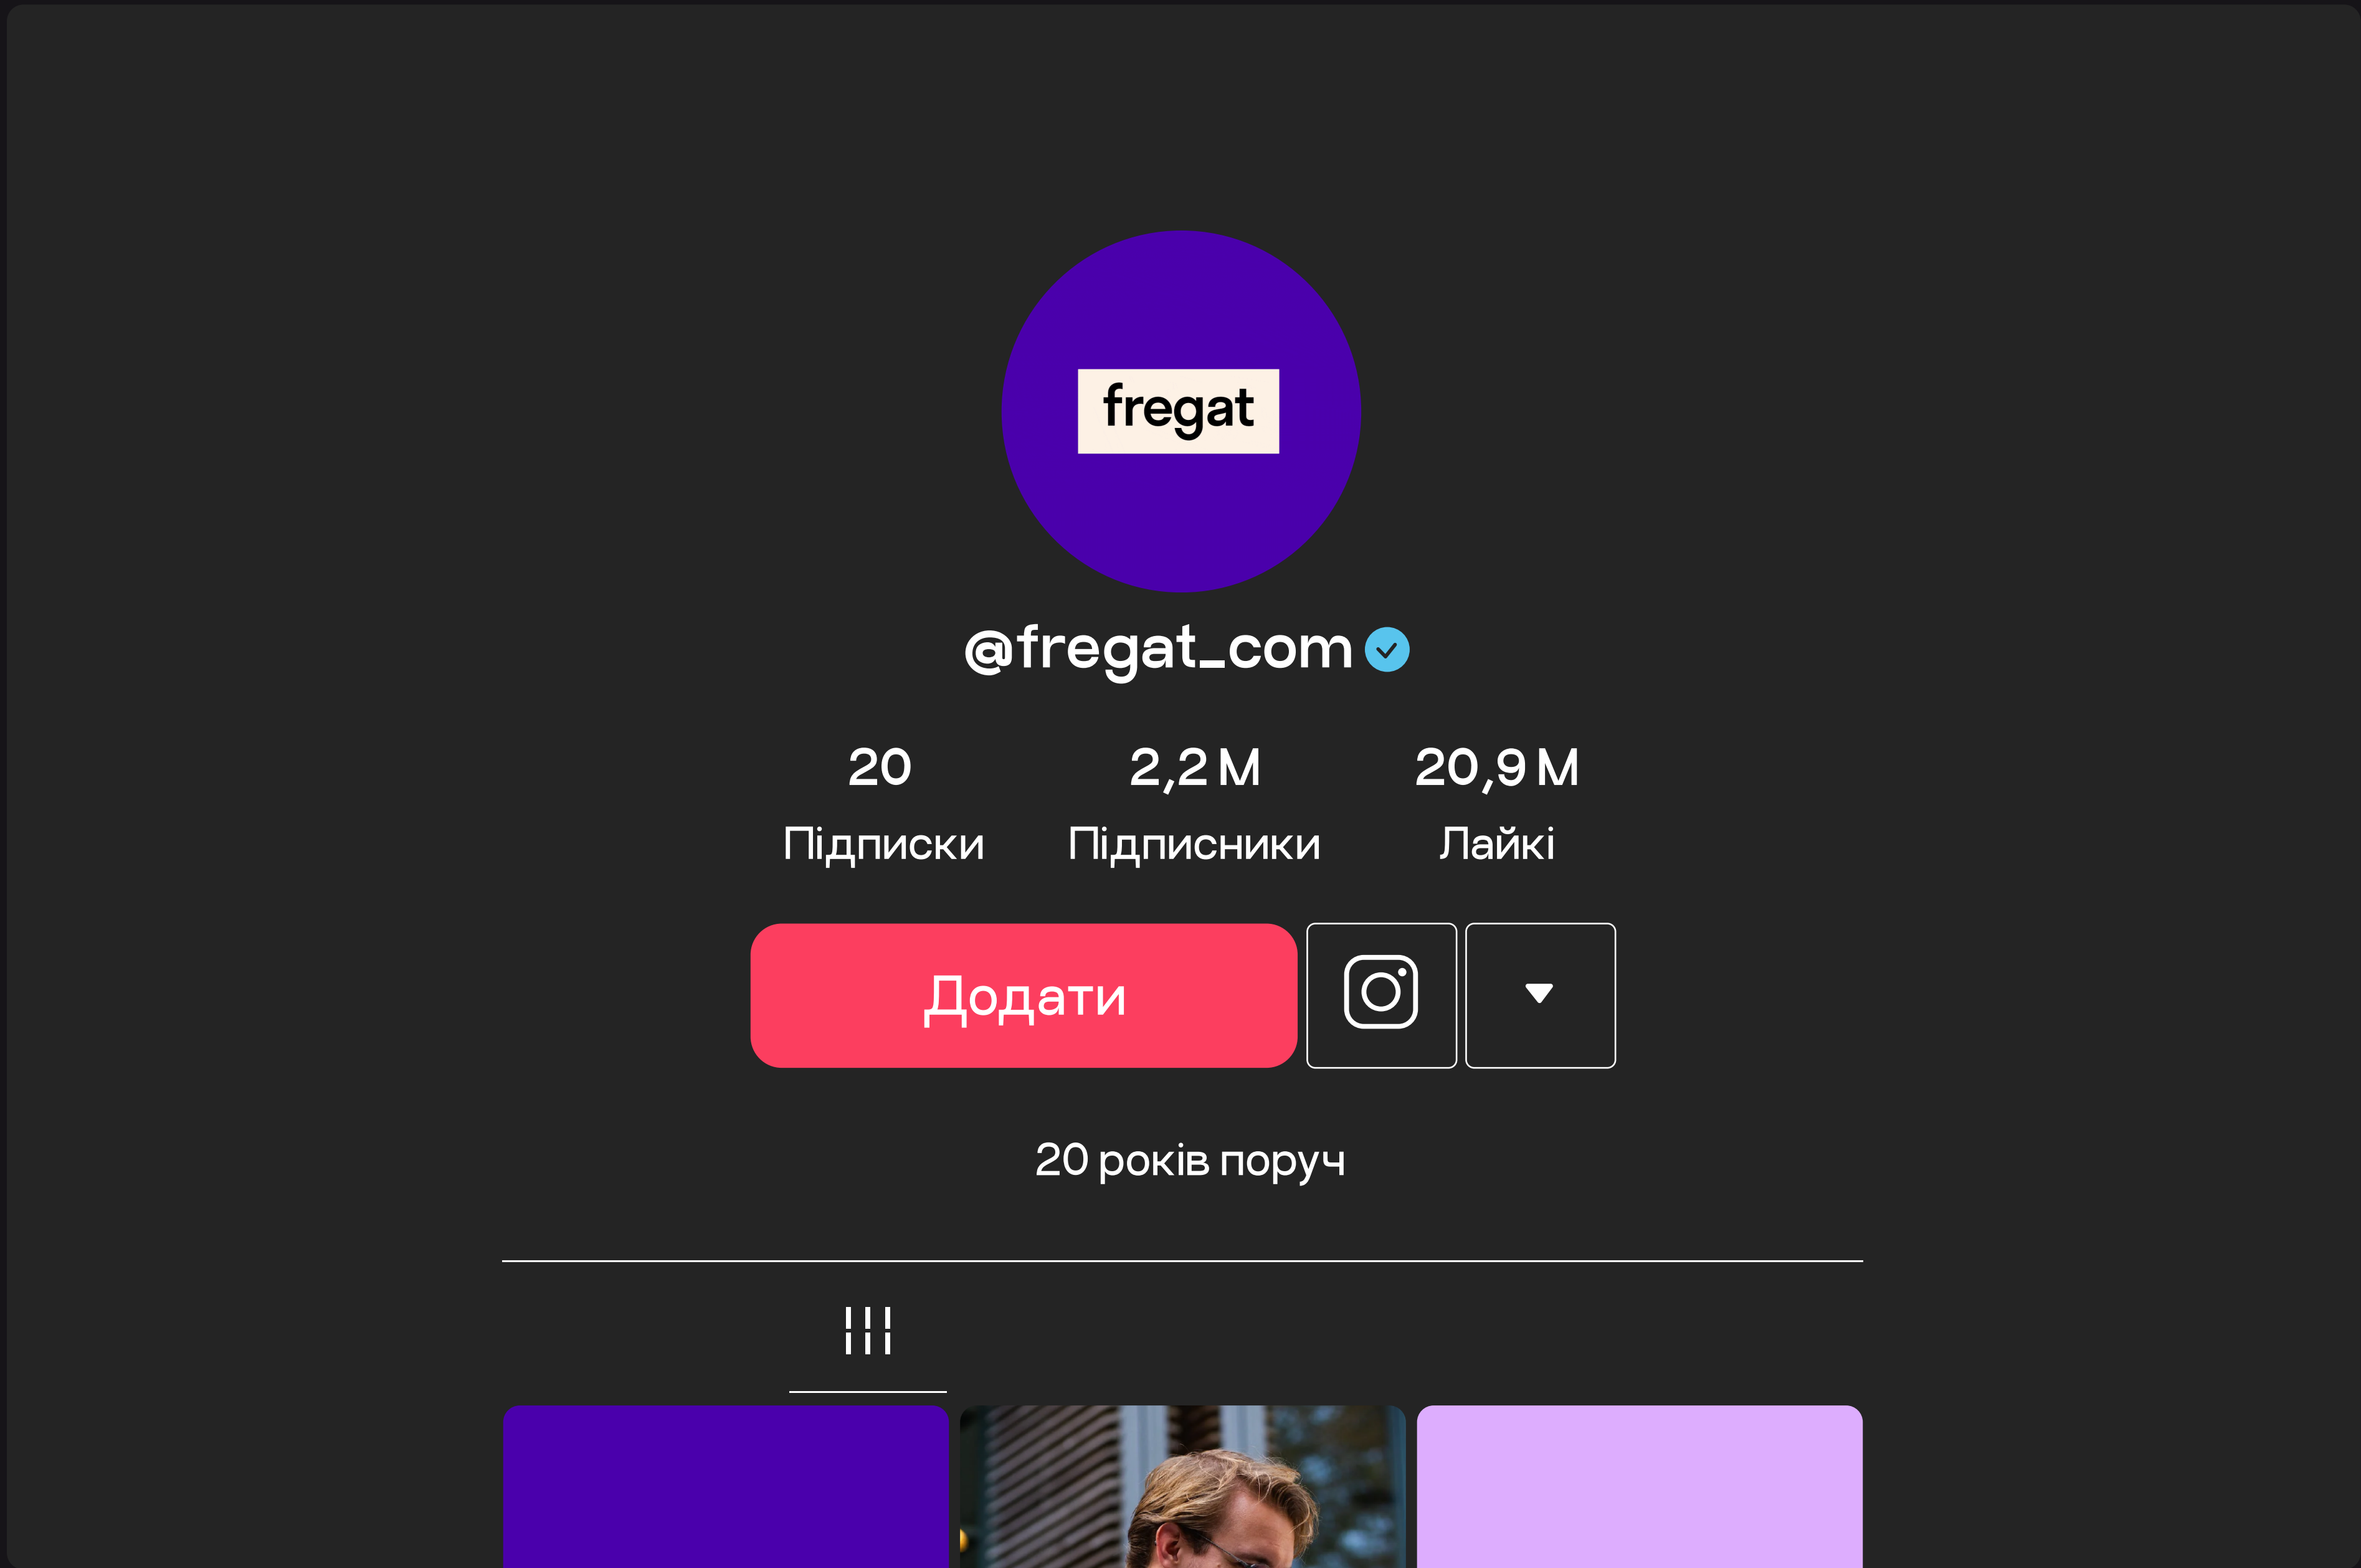 fregat
@fregat_com
20
2,2 M
20,9 M
Підписки
Підписники
Лайкі
Додати
20 років поруч